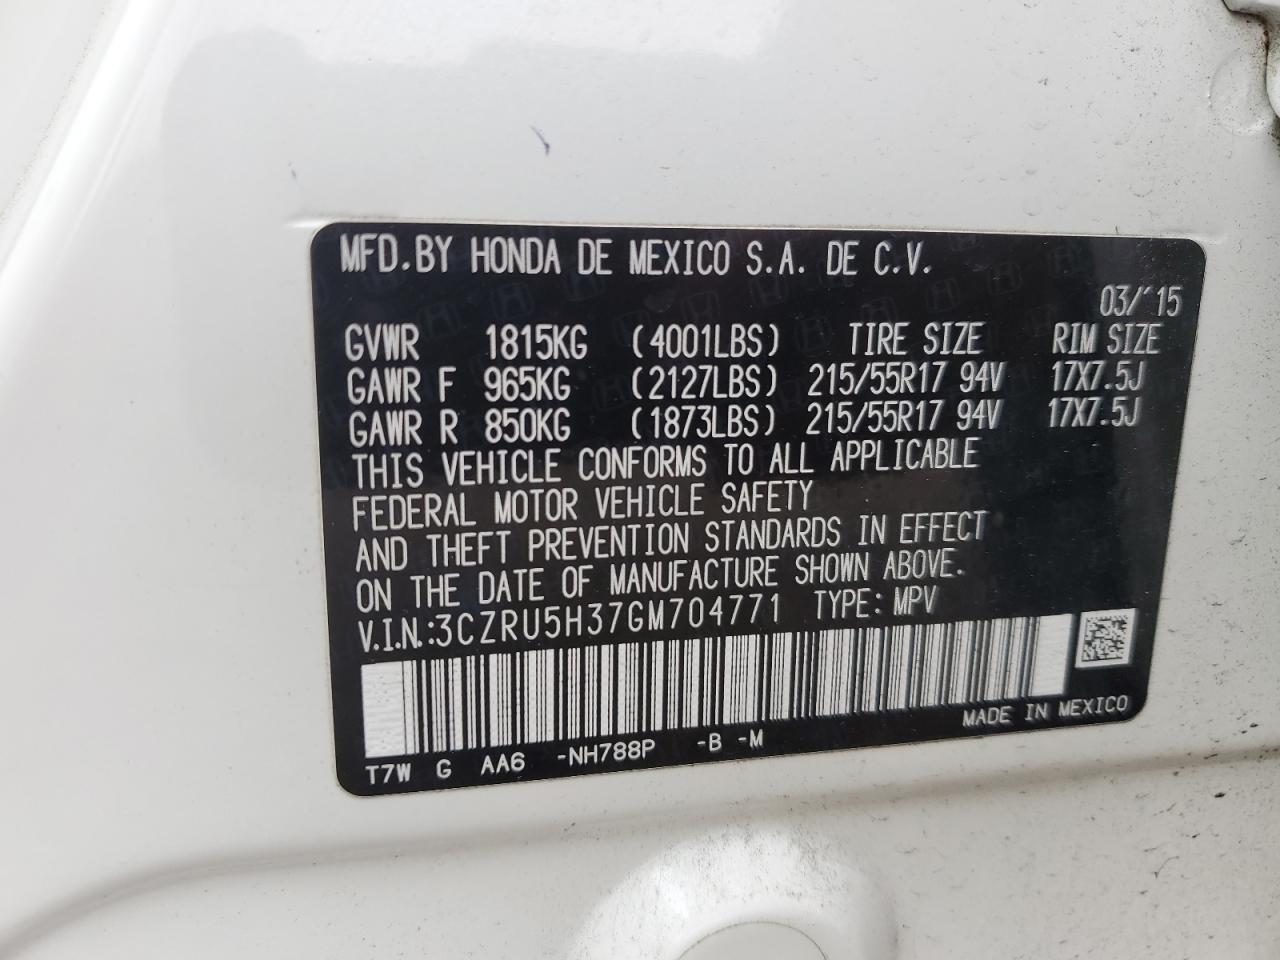 MFD.BY HONDA DE MEXICO S.A. DE C.V.
03/'15
GVWR 1815KG (4001LBS) TIRE SIZE RIM SIZE
GAWR F 965KG (2127LBS) 215/55R17 94V 17X7.5J
GAWR R 850KG (1873LBS) 215/55R17 94V 17X7.5J
THIS VEHICLE CONFORMS TO ALL APPLICABLE
FEDERAL MOTOR VEHICLE SAFETY
AND THEFT PREVENTION STANDARDS IN EFFECT
ON THE DATE OF MANUFACTURE SHOWN ABOVE.
V.I.N.:3CZRU5H37GM704771 TYPE: MPV
MADE IN MEXICO
T7W G AA6 -NH788P -B -M